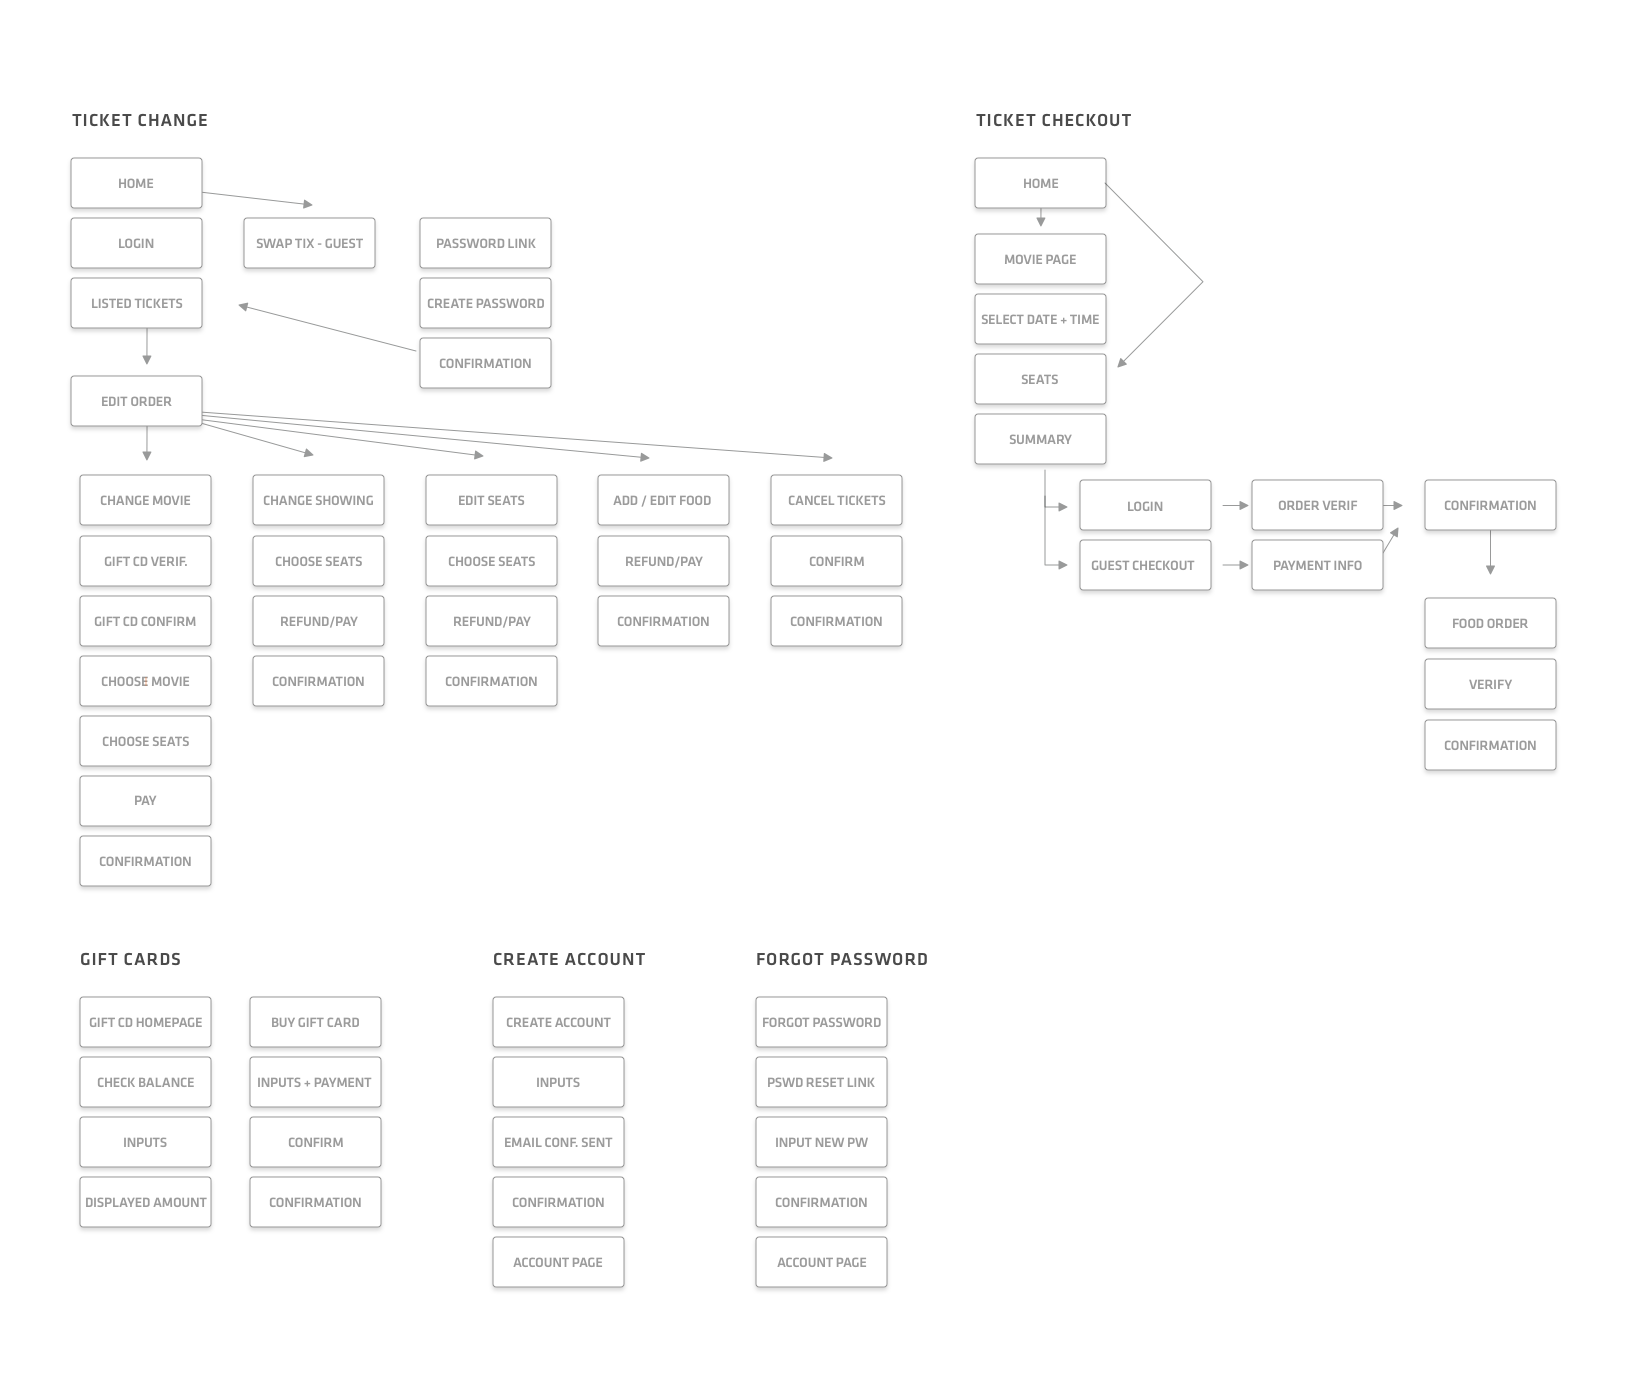 TICKET CHANGE
HOME
LOGIN
SWAP TIX - GUEST
PASSWORD LINK
LISTED TICKETS
CREATE PASSWORD
CONFIRMATION
EDIT ORDER
CHANGE MOVIE
GIFT CD VERIF.
GIFT CD CONFIRM
CHOOSE MOVIE
CHOOSE SEATS
PAY
CONFIRMATION
CHANGE SHOWING
CHOOSE SEATS
REFUND/PAY
CONFIRMATION
EDIT SEATS
CHOOSE SEATS
REFUND/PAY
CONFIRMATION
ADD / EDIT FOOD
REFUND/PAY
CONFIRMATION
CANCEL TICKETS
CONFIRM
CONFIRMATION
TICKET CHECKOUT
HOME
MOVIE PAGE
SELECT DATE + TIME
SEATS
SUMMARY
LOGIN
ORDER VERIF
CONFIRMATION
GUEST CHECKOUT
PAYMENT INFO
FOOD ORDER
VERIFY
CONFIRMATION
GIFT CARDS
GIFT CD HOMEPAGE
CHECK BALANCE
INPUTS
DISPLAYED AMOUNT
BUY GIFT CARD
INPUTS + PAYMENT
CONFIRM
CONFIRMATION
CREATE ACCOUNT
CREATE ACCOUNT
INPUTS
EMAIL CONF. SENT
CONFIRMATION
ACCOUNT PAGE
FORGOT PASSWORD
FORGOT PASSWORD
PSWD RESET LINK
INPUT NEW PW
CONFIRMATION
ACCOUNT PAGE